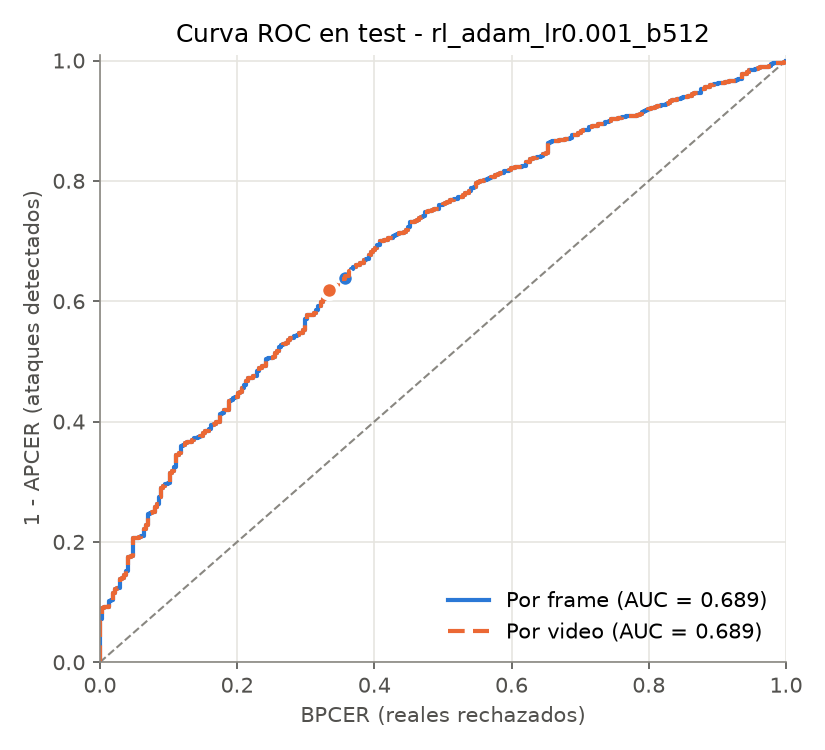 Curva ROC en test - rl_adam_lr0.001_b512
1 - APCER (ataques detectados)
1.0
0.8
0.6
0.4
0.2
0.0
Por frame (AUC = 0.689)
Por video (AUC = 0.689)
0.0 0.2 0.4 0.6 0.8 1.0
BPCER (reales rechazados)